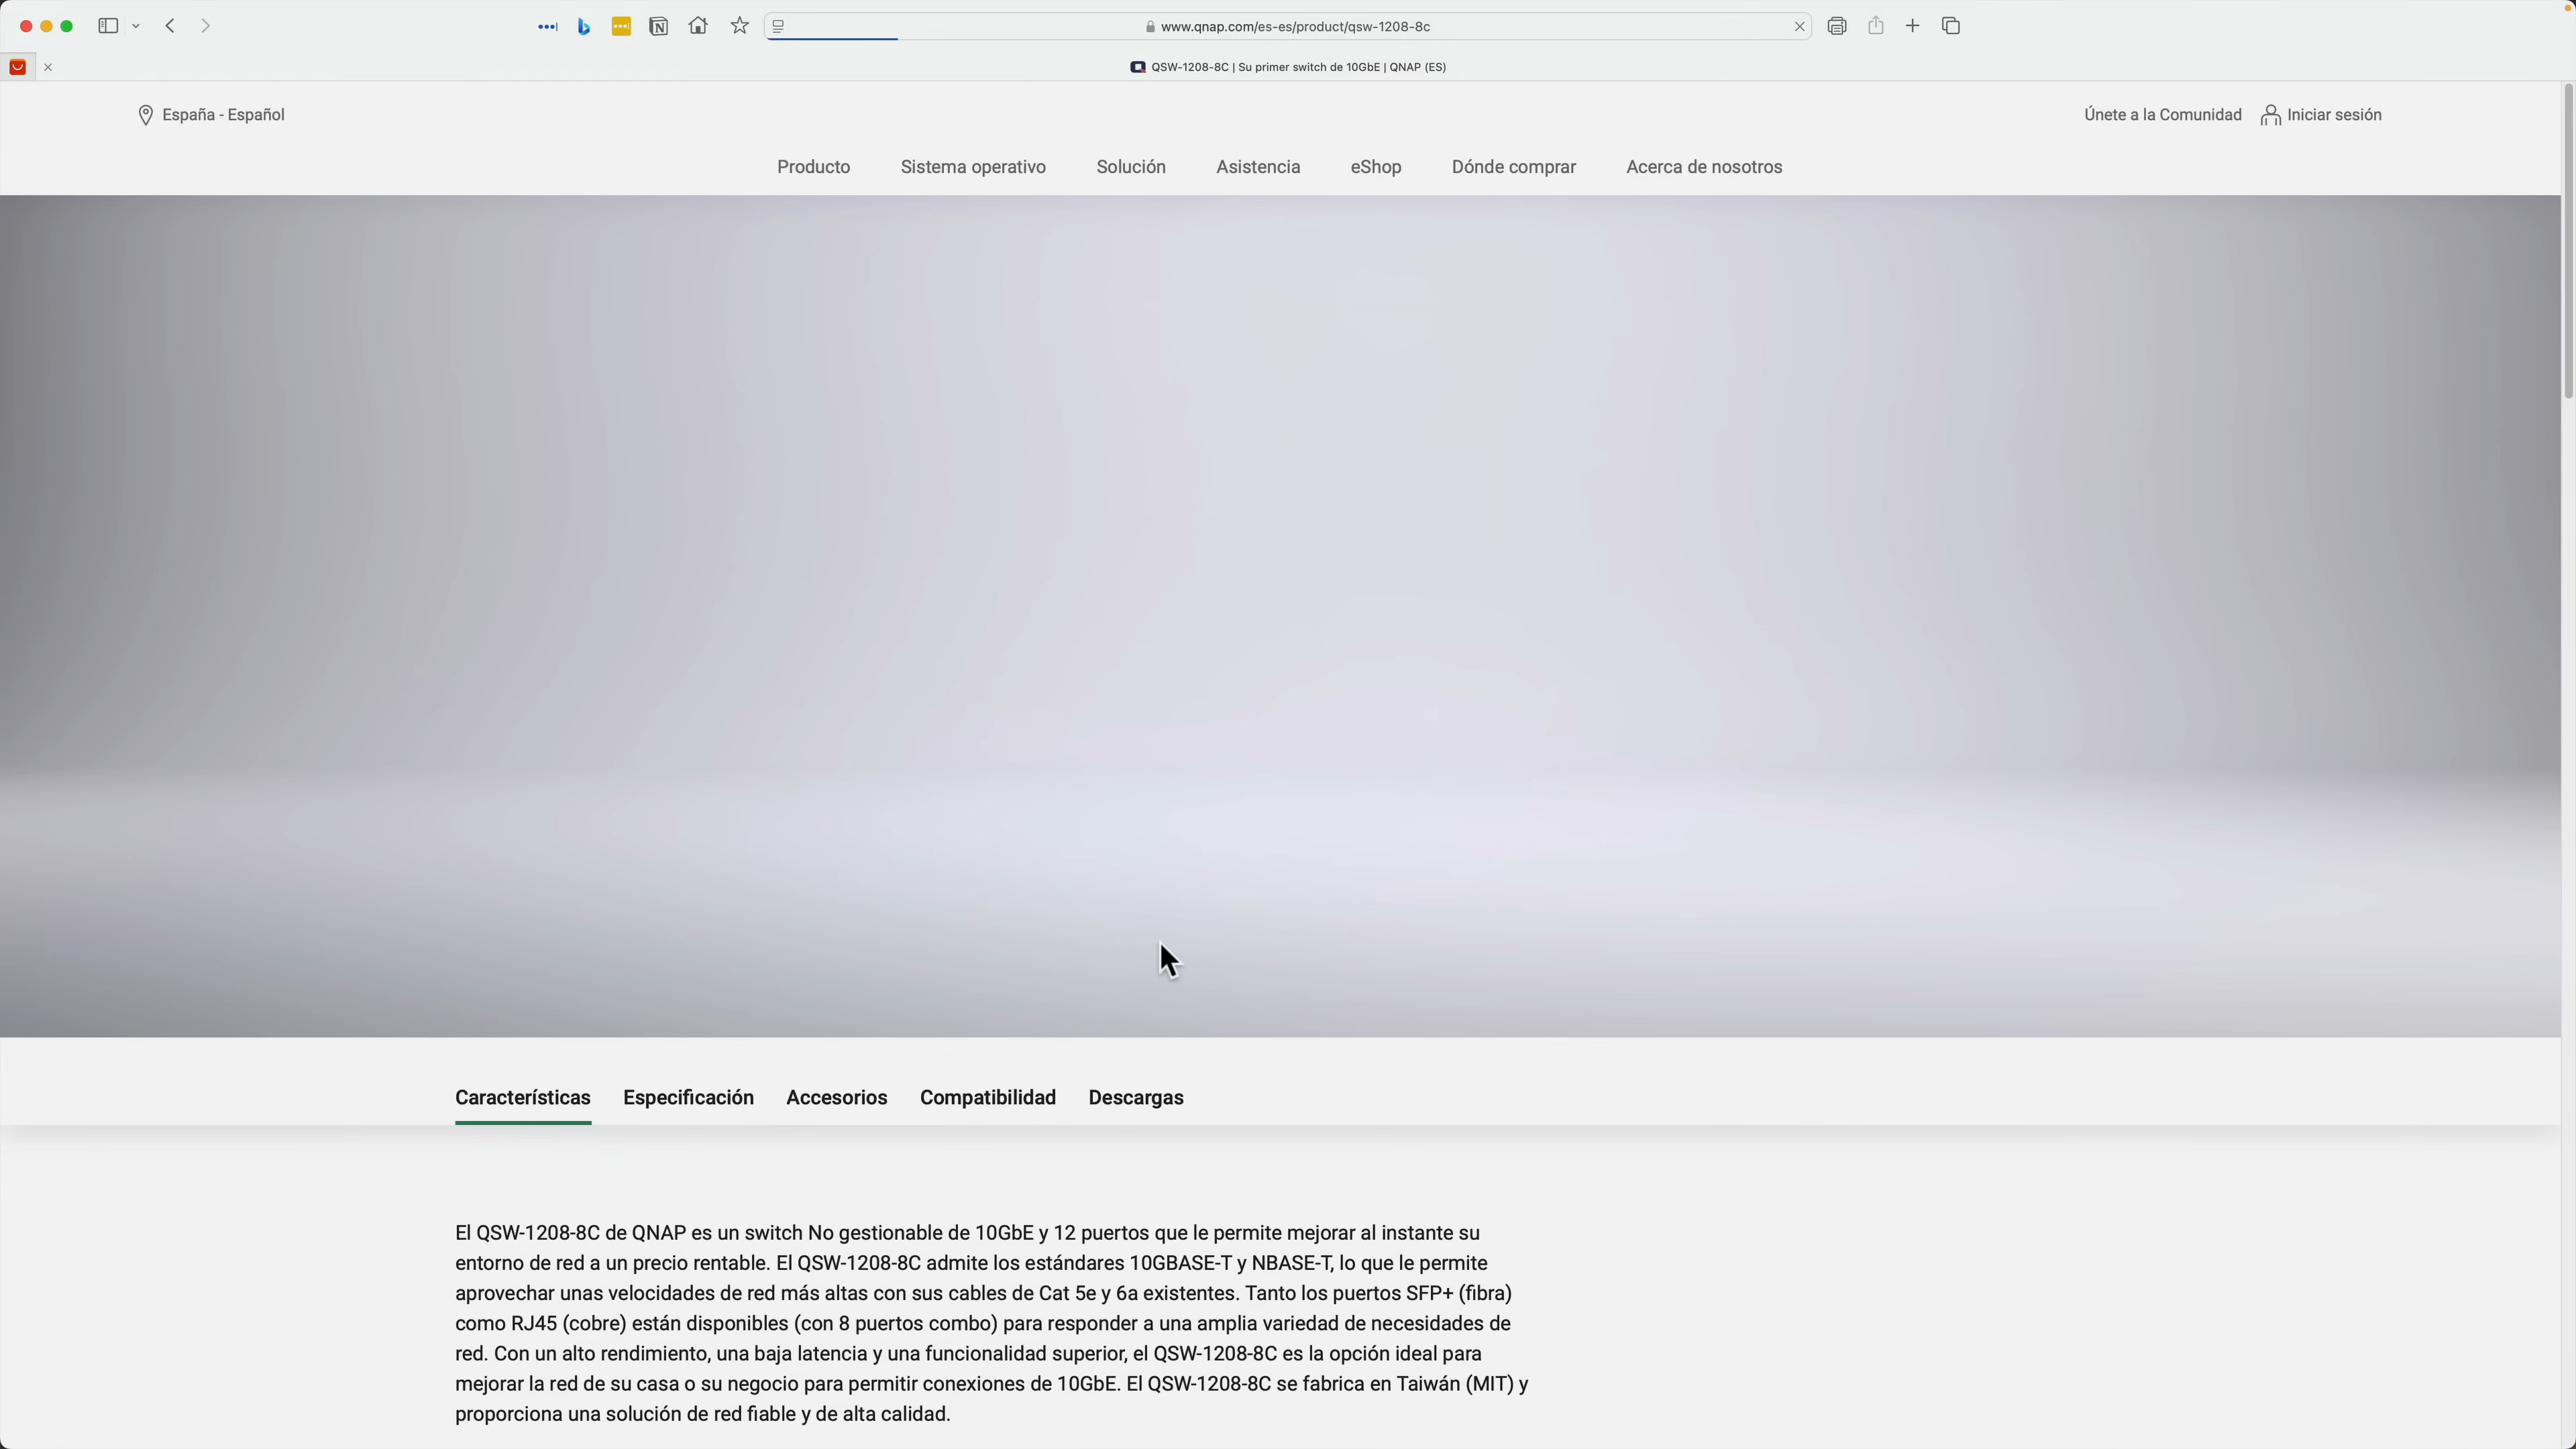 www.qnap.com/es-es/product/qsw-1208-8c
QSW-1208-8C | Su primer switch de 10GbE | QNAP (ES)
España - Español
Únete a la Comunidad
Iniciar sesión
Producto
Sistema operativo
Solución
Asistencia
eShop
Dónde comprar
Acerca de nosotros
Características
Especificación
Accesorios
Compatibilidad
Descargas
El QSW-1208-8C de QNAP es un switch No gestionable de 10GbE y 12 puertos que le permite mejorar al instante su
entorno de red a un precio rentable. El QSW-1208-8C admite los estándares 10GBASE-T y NBASE-T, lo que le permite
aprovechar unas velocidades de red más altas con sus cables de Cat 5e y 6a existentes. Tanto los puertos SFP+ (fibra)
como RJ45 (cobre) están disponibles (con 8 puertos combo) para responder a una amplia variedad de necesidades de
red. Con un alto rendimiento, una baja latencia y una funcionalidad superior, el QSW-1208-8C es la opción ideal para
mejorar la red de su casa o su negocio para permitir conexiones de 10GbE. El QSW-1208-8C se fabrica en Taiwán (MIT) y
proporciona una solución de red fiable y de alta calidad.